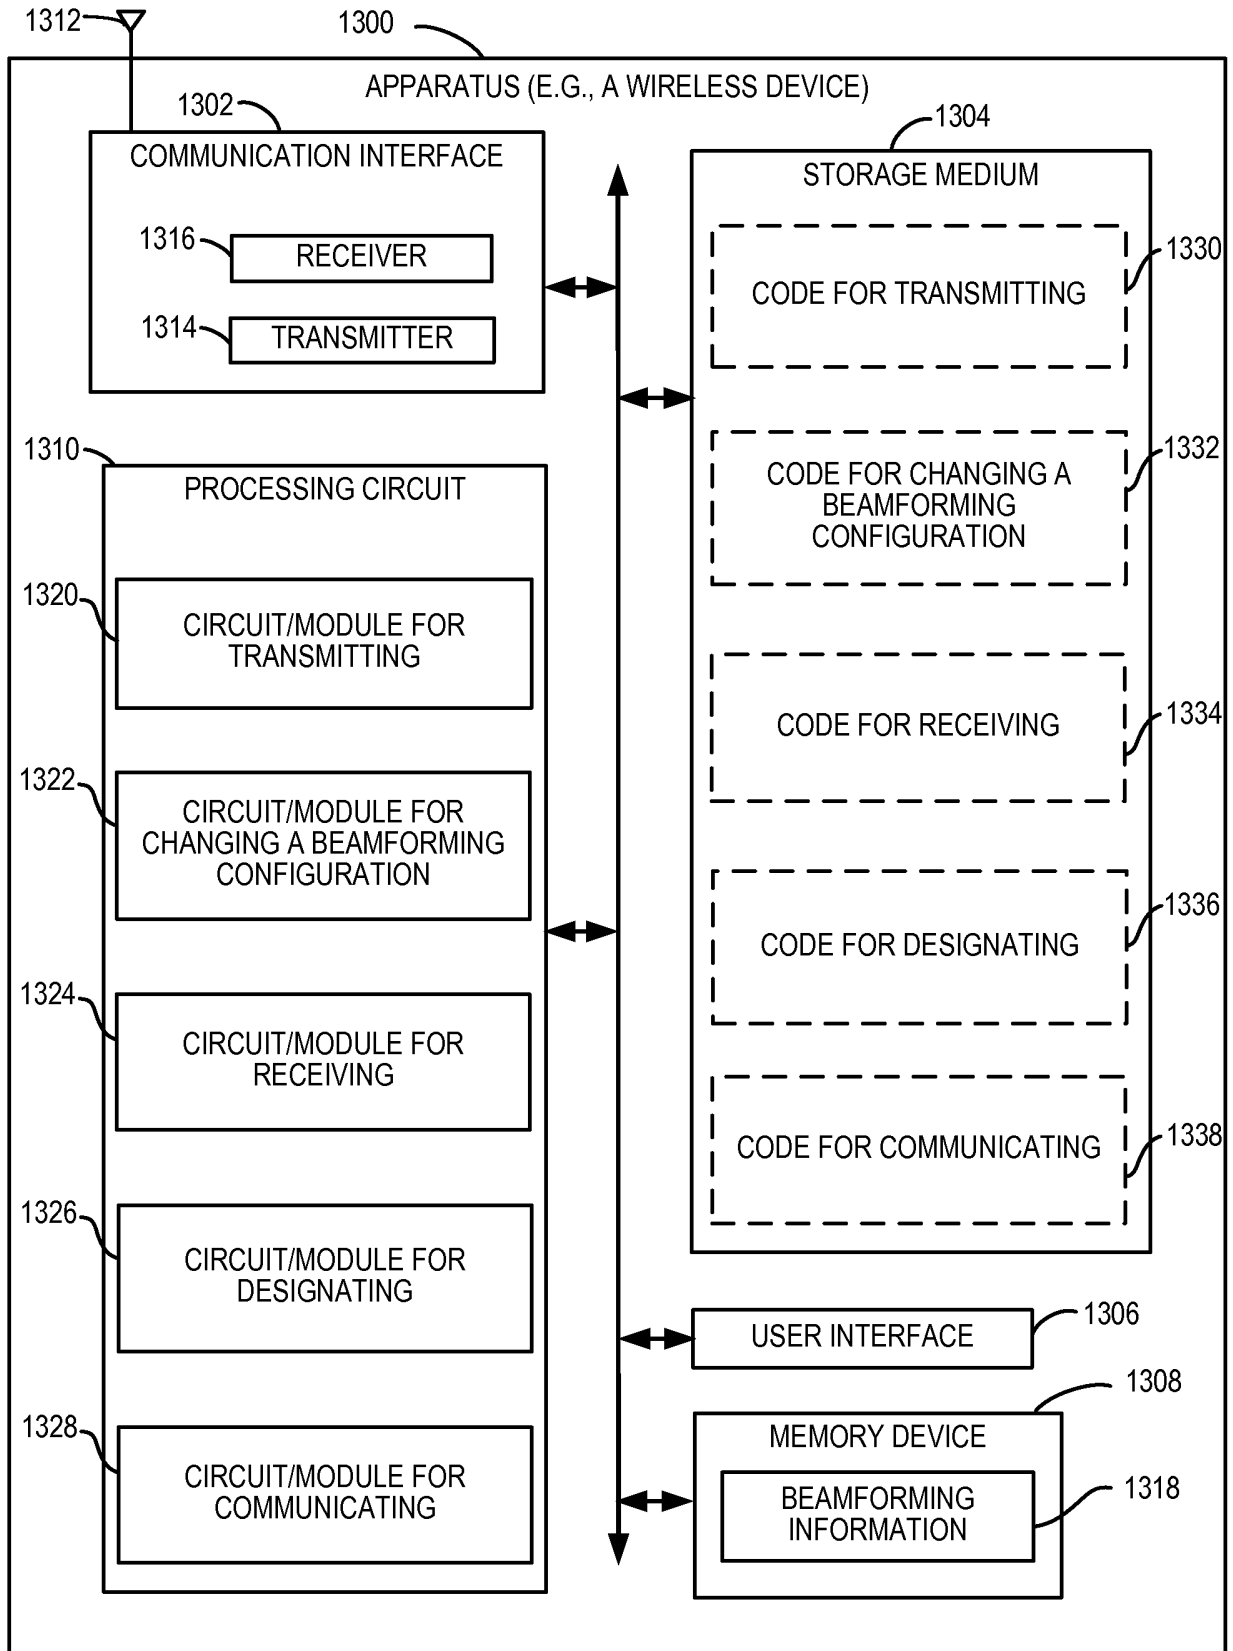 1312
1300
APPARATUS (E.G., A WIRELESS DEVICE)
1302
COMMUNICATION INTERFACE
1316
RECEIVER
1314
TRANSMITTER
1304
STORAGE MEDIUM
1330
CODE FOR TRANSMITTING
1332
CODE FOR CHANGING A
BEAMFORMING
CONFIGURATION
1334
CODE FOR RECEIVING
1336
CODE FOR DESIGNATING
1338
CODE FOR COMMUNICATING
1310
PROCESSING CIRCUIT
1320
CIRCUIT/MODULE FOR
TRANSMITTING
1322
CIRCUIT/MODULE FOR
CHANGING A BEAMFORMING
CONFIGURATION
1324
CIRCUIT/MODULE FOR
RECEIVING
1326
CIRCUIT/MODULE FOR
DESIGNATING
1328
CIRCUIT/MODULE FOR
COMMUNICATING
1306
USER INTERFACE
1308
MEMORY DEVICE
1318
BEAMFORMING
INFORMATION